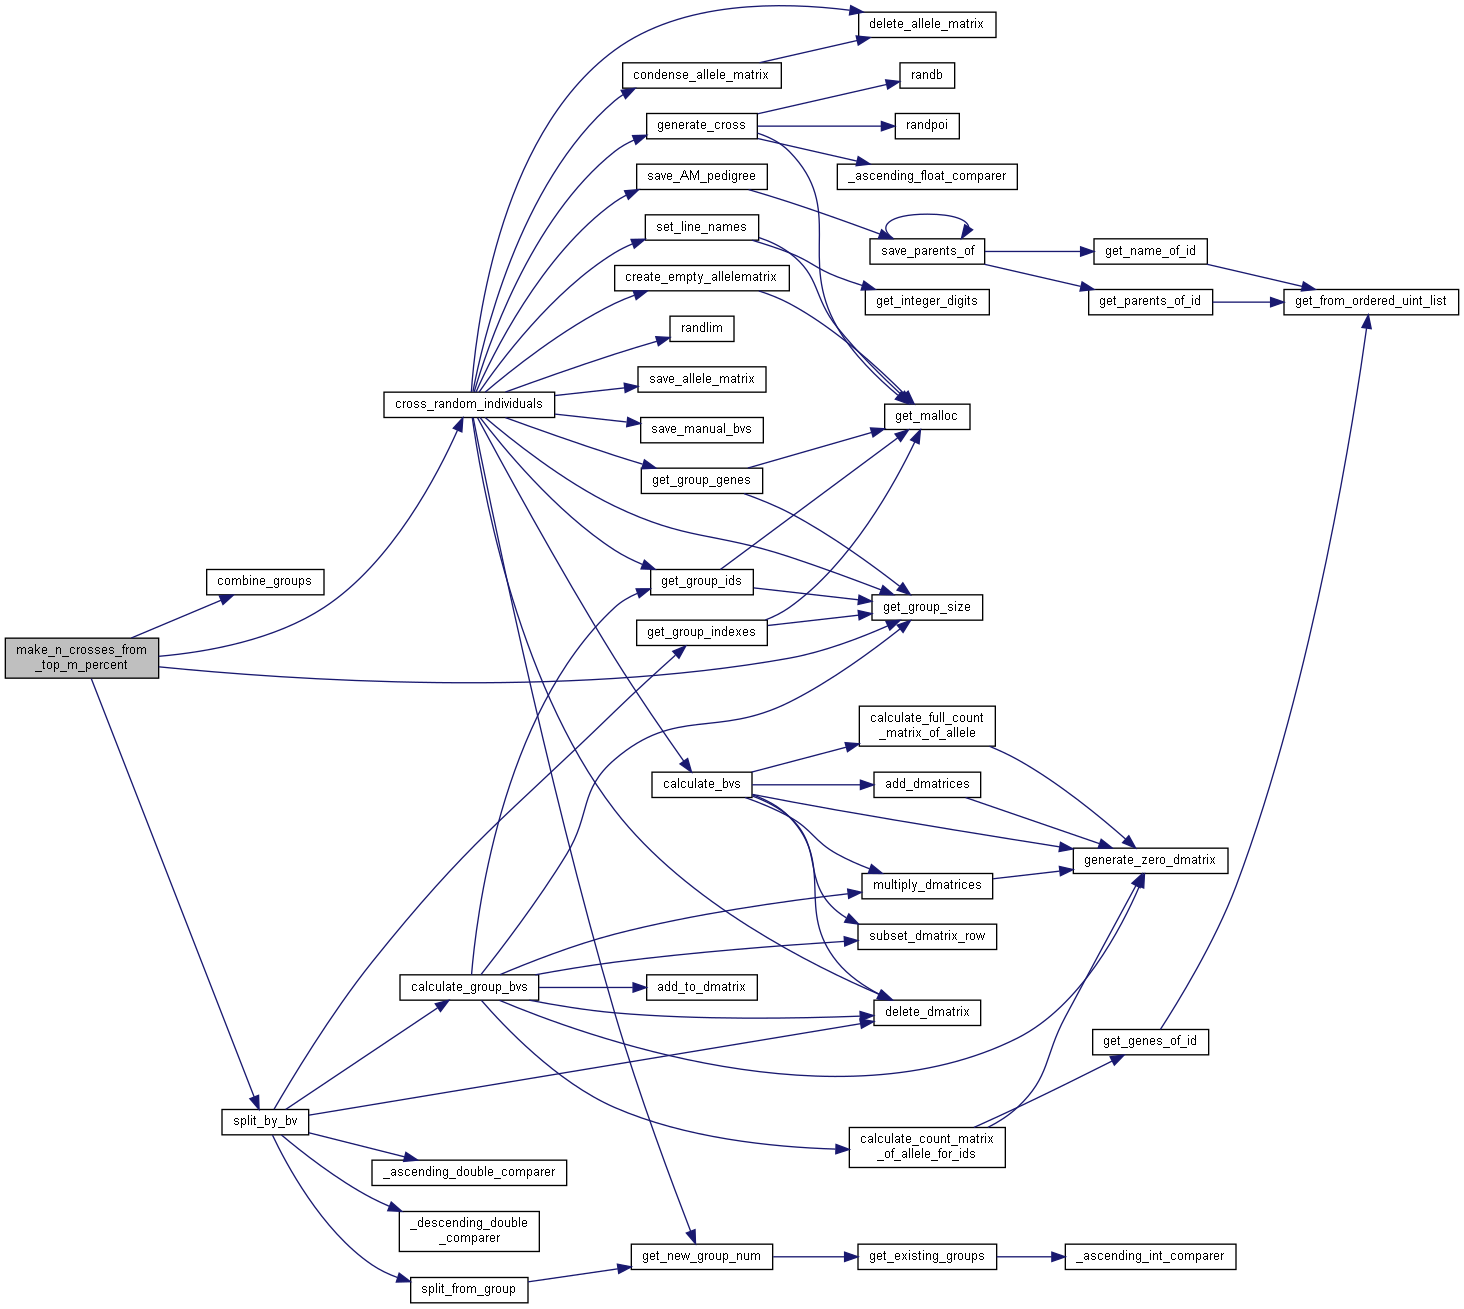 delete_allele_matrix
condense_allele_matrix
randb
generate_cross
randpoi
save_AM_pedigree
_ascending_float_comparer
set_line_names
save_parents_of
get_name_of_id
create_empty_allelematrix
get_integer_digits
get_parents_of_id
get_from_ordered_uint_list
randlim
save_allele_matrix
cross_random_individuals
get_malloc
save_manual_bvs
get_group_genes
combine_groups
get_group_ids
get_group_size
get_group_indexes
make_n_crosses_from
_top_m_percent
calculate_full_count
_matrix_of_allele
calculate_bvs
add_dmatrices
generate_zero_dmatrix
multiply_dmatrices
subset_dmatrix_row
calculate_group_bvs
add_to_dmatrix
delete_dmatrix
get_genes_of_id
split_by_bv
calculate_count_matrix
_of_allele_for_ids
_ascending_double_comparer
_descending_double
_comparer
get_new_group_num
get_existing_groups
_ascending_int_comparer
split_from_group